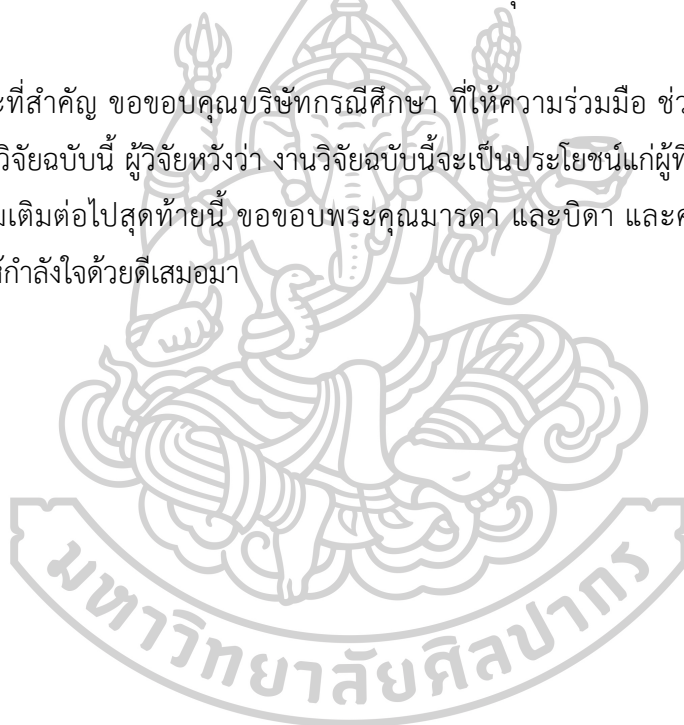 ะที่สำคัญ ขอขอบคุณบริษัทกรณีศึกษา ที่ให้ความร่วมมือ ช่ว
วิจัยฉบับนี้ ผู้วิจัยหวังว่า งานวิจัยฉบับนี้จะเป็นประโยชน์แก่ผู้ที
มเติมต่อไปสุดท้ายนี้ ขอขอบพระคุณมารดา และบิดา และค
ห้กำลังใจด้วยดีเสมอมา
มหาวิทยาลัยศิลปากร